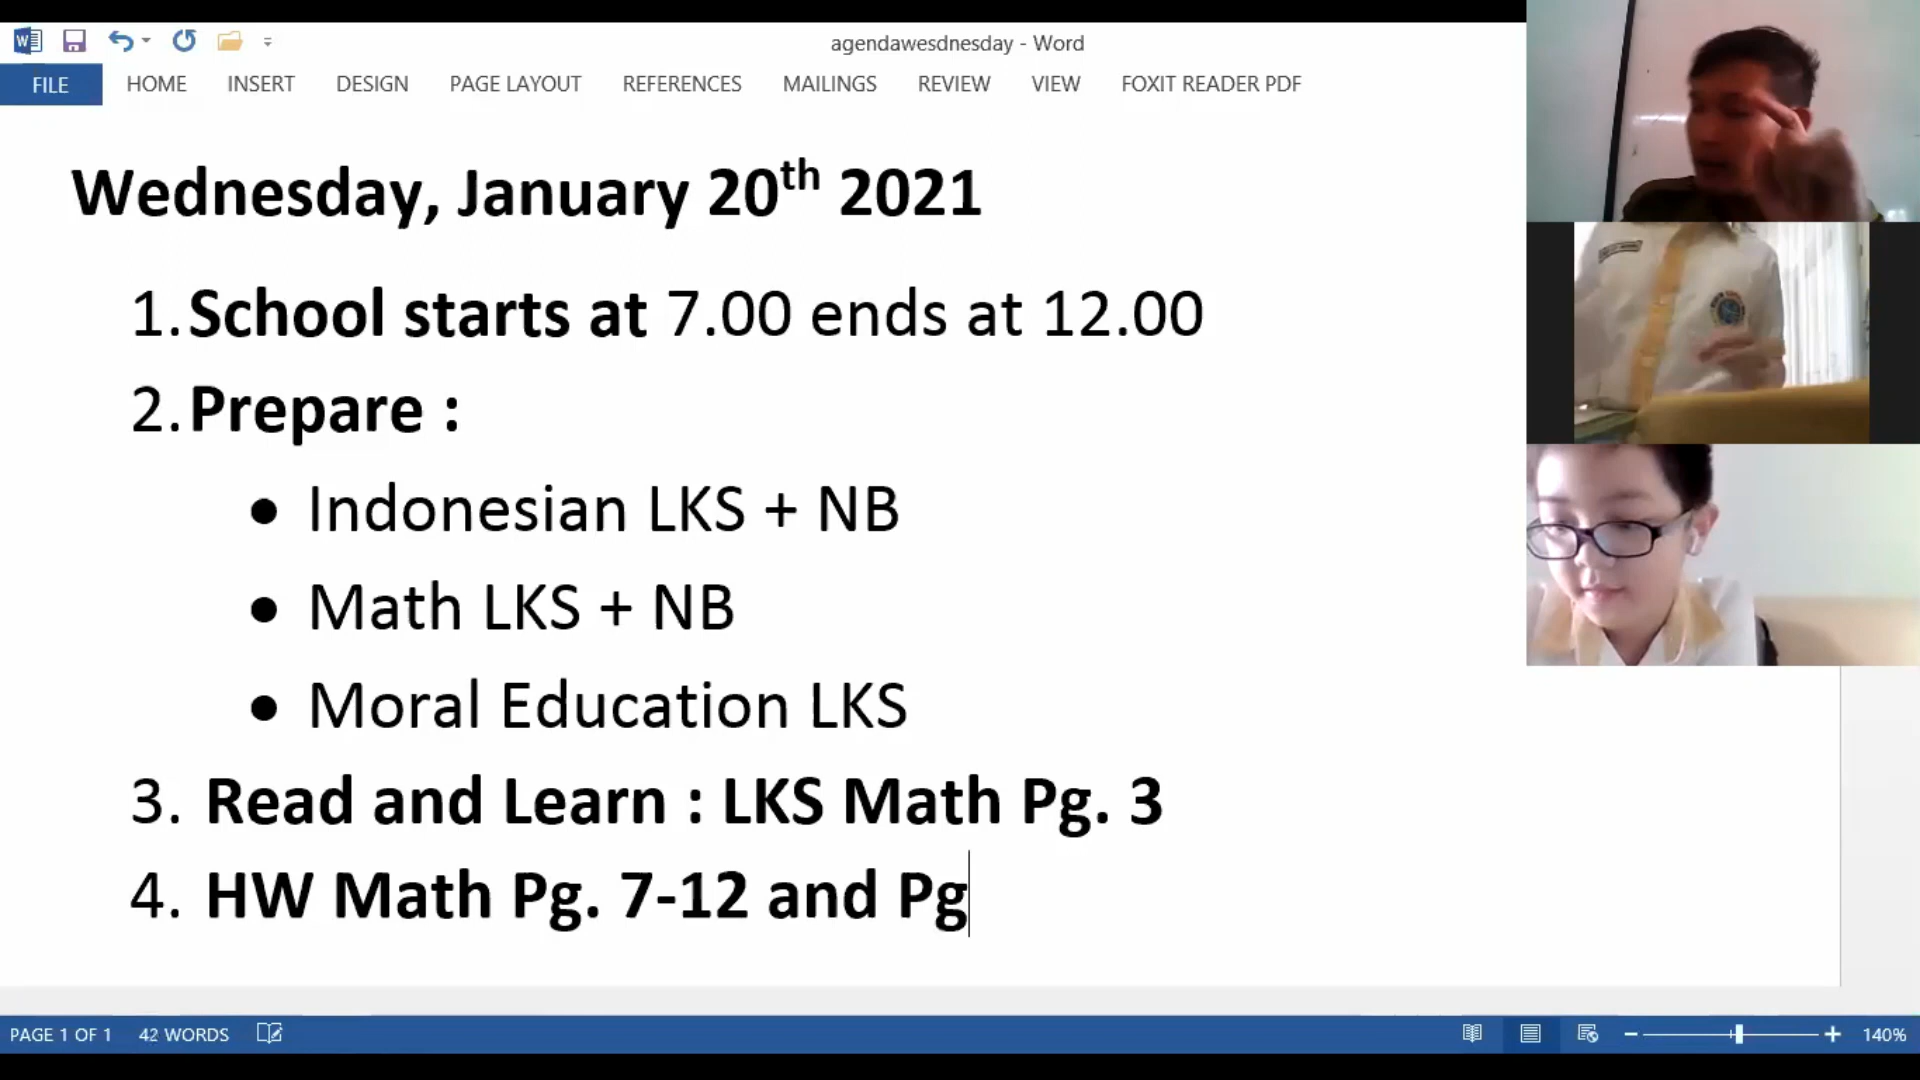 agendawesdnesday - Word
FILE HOME INSERT DESIGN PAGE LAYOUT REFERENCES MAILINGS REVIEW VIEW FOXIT READER PDF
Wednesday, January 20th 2021
1. School starts at 7.00 ends at 12.00
2. Prepare :
• Indonesian LKS + NB
• Math LKS + NB
• Moral Education LKS
3. Read and Learn : LKS Math Pg. 3
4. HW Math Pg. 7-12 and Pg
PAGE 1 OF 1 42 WORDS 140%